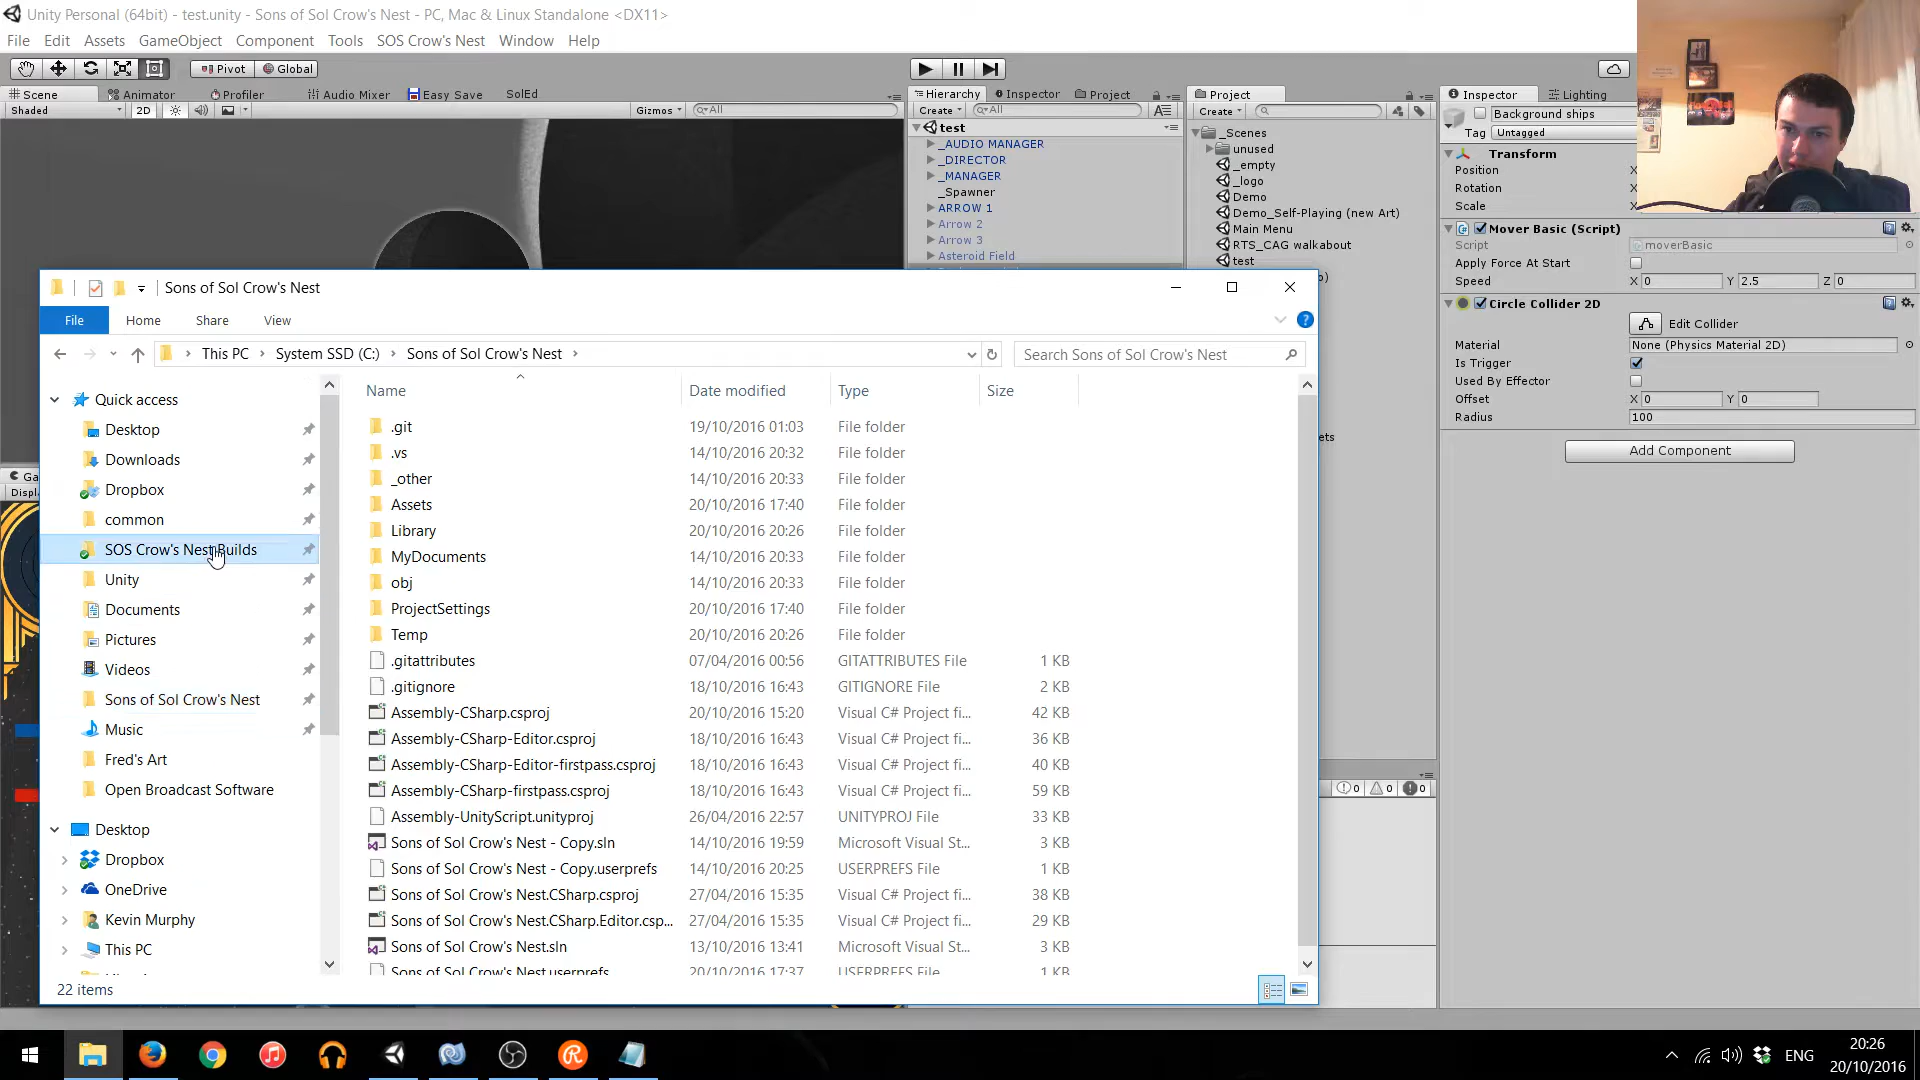 Unity Personal (64bit) - test.unity - Sons of Sol Crow's Nest - PC, Mac & Linux Standalone <DX11>
File Edit Assets GameObject Component Tools SOS Crow's Nest Window Help
Pivot Global
Scene Animator Profiler Audio Mixer Easy Save SolEd
Shaded 2D Gizmos All
Hierarchy Inspector Project
Create All
test
_AUDIO MANAGER
_DIRECTOR
_MANAGER
_Spawner
ARROW 1
Arrow 2
Arrow 3
Asteroid Field
Project
Create
_Scenes
unused
_empty
_logo
Demo
Demo_Self-Playing (new Art)
Main Menu
RTS_CAG walkabout
test
Inspector Lighting
Background ships
Tag Untagged
Transform
Position X
Rotation X
Scale X
Mover Basic (Script)
Script moverBasic
Apply Force At Start
Speed X 0 Y 2.5 Z 0
Circle Collider 2D
Edit Collider
Material None (Physics Material 2D)
Is Trigger
Used By Effector
Offset X 0 Y 0
Radius 100
Add Component
0 0 0
Sons of Sol Crow's Nest
File Home Share View
This PC System SSD (C:) Sons of Sol Crow's Nest
Search Sons of Sol Crow's Nest
Quick access
Desktop
Downloads
Dropbox
common
SOS Crow's Nest Builds
Unity
Documents
Pictures
Videos
Sons of Sol Crow's Nest
Music
Fred's Art
Open Broadcast Software
Desktop
Dropbox
OneDrive
Kevin Murphy
This PC
Name Date modified Type Size
.git 19/10/2016 01:03 File folder
.vs 14/10/2016 20:32 File folder
_other 14/10/2016 20:33 File folder
Assets 20/10/2016 17:40 File folder
Library 20/10/2016 20:26 File folder
MyDocuments 14/10/2016 20:33 File folder
obj 14/10/2016 20:33 File folder
ProjectSettings 20/10/2016 17:40 File folder
Temp 20/10/2016 20:26 File folder
.gitattributes 07/04/2016 00:56 GITATTRIBUTES File 1 KB
.gitignore 18/10/2016 16:43 GITIGNORE File 2 KB
Assembly-CSharp.csproj 20/10/2016 15:20 Visual C# Project fi... 42 KB
Assembly-CSharp-Editor.csproj 18/10/2016 16:43 Visual C# Project fi... 36 KB
Assembly-CSharp-Editor-firstpass.csproj 18/10/2016 16:43 Visual C# Project fi... 40 KB
Assembly-CSharp-firstpass.csproj 18/10/2016 16:43 Visual C# Project fi... 59 KB
Assembly-UnityScript.unityproj 26/04/2016 22:57 UNITYPROJ File 33 KB
Sons of Sol Crow's Nest - Copy.sln 14/10/2016 19:59 Microsoft Visual St... 3 KB
Sons of Sol Crow's Nest - Copy.userprefs 14/10/2016 20:25 USERPREFS File 1 KB
Sons of Sol Crow's Nest.CSharp.csproj 27/04/2016 15:35 Visual C# Project fi... 38 KB
Sons of Sol Crow's Nest.CSharp.Editor.csp... 27/04/2016 15:35 Visual C# Project fi... 29 KB
Sons of Sol Crow's Nest.sln 13/10/2016 13:41 Microsoft Visual St... 3 KB
Sons of Sol Crow's Nest.userprefs 20/10/2016 17:37 USERPREFS File 1 KB
22 items
ENG
20:26
20/10/2016